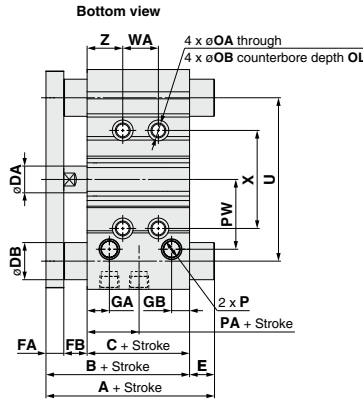 Bottom view
Z WA
4 x øOA through
4 x øOB counterbore depth OL
øDA
PW
X
U
øDB
GA GB
2 x P
PA + Stroke
FA FB C + Stroke E
B + Stroke
A + Stroke